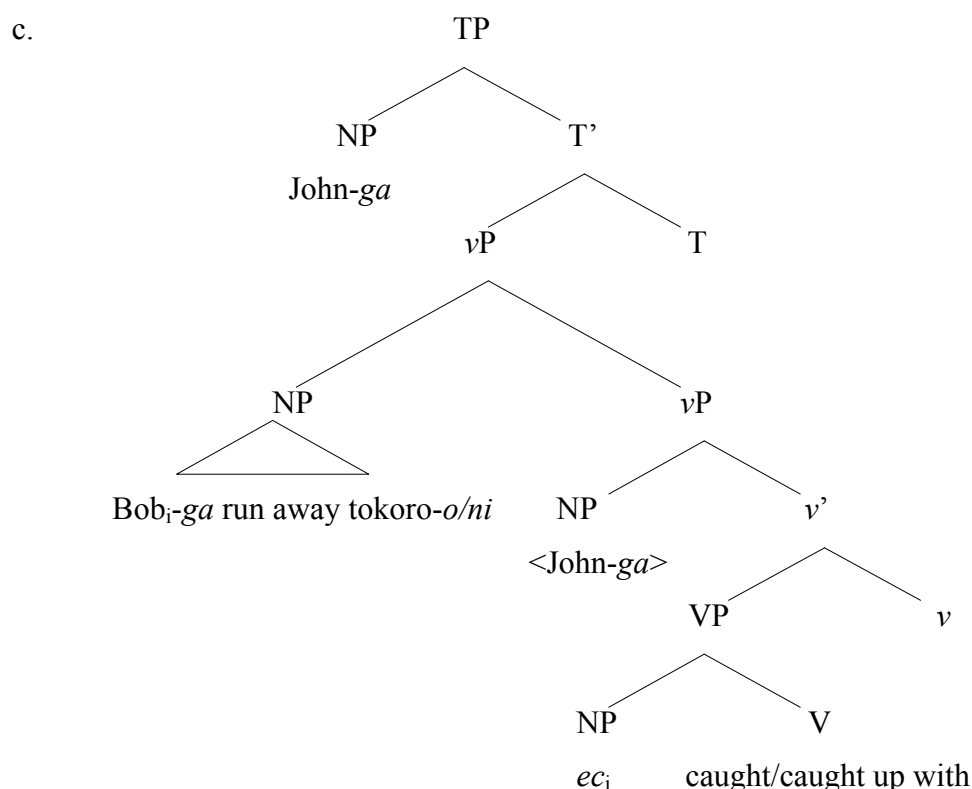 c. TP
NP T’
John-ga
vP T
NP vP
Bobi-ga run away tokoro-o/ni NP v’
<John-ga>
VP v
NP V
eci caught/caught up with